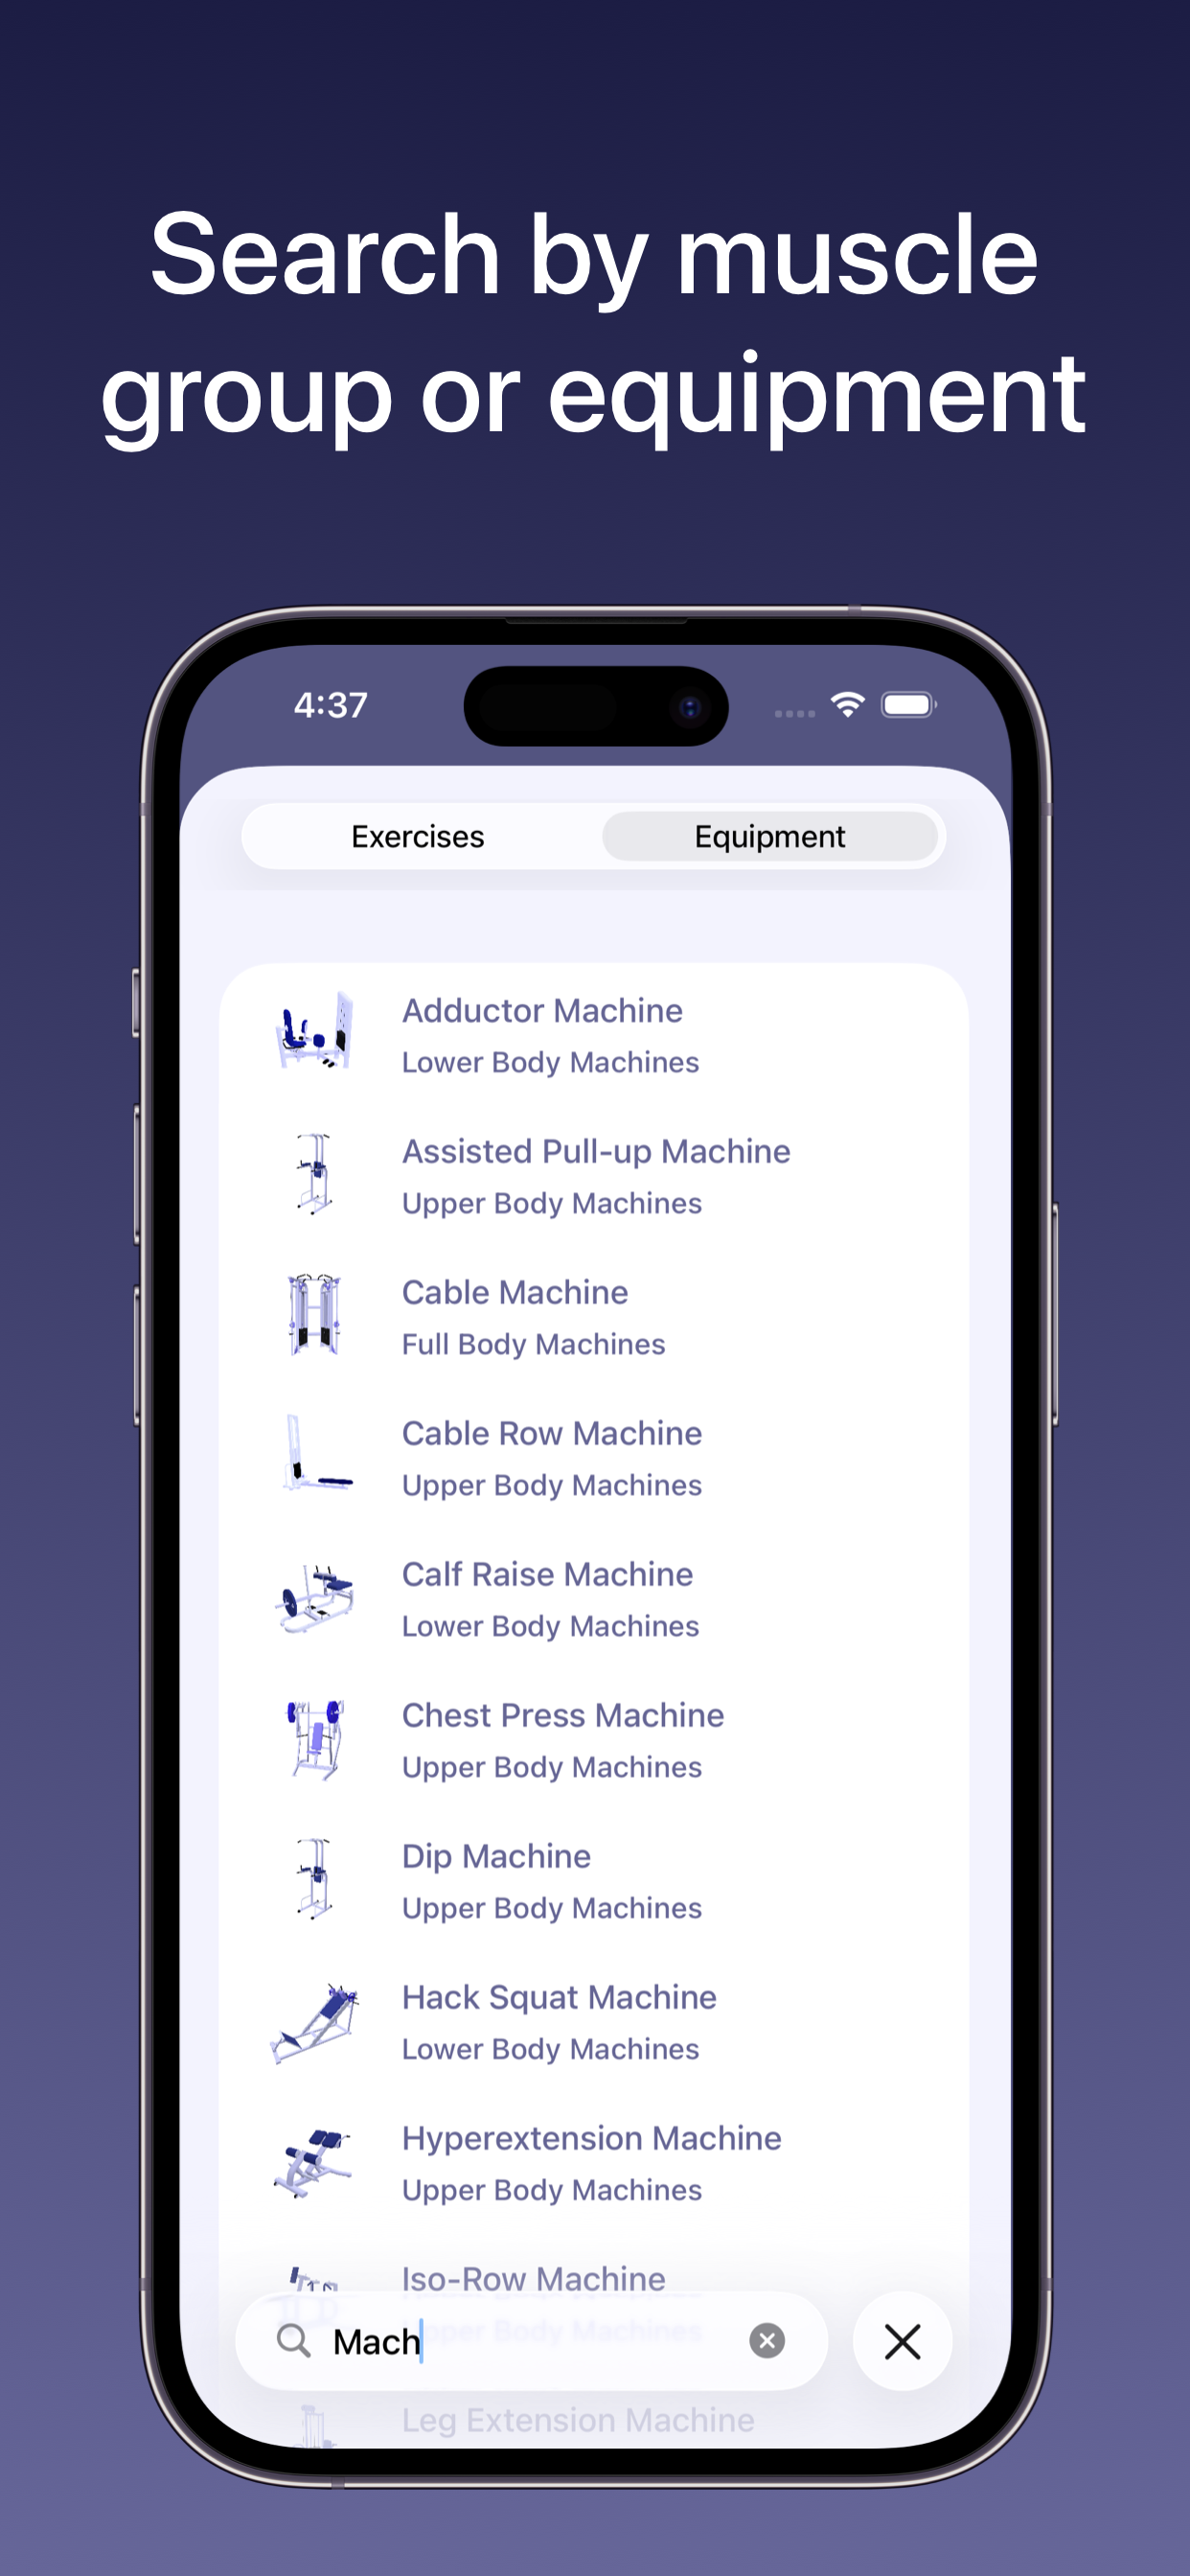 Search by muscle
group or equipment
4:37
Exercises
Equipment
Adductor Machine
Lower Body Machines
Assisted Pull-up Machine
Upper Body Machines
Cable Machine
Full Body Machines
Cable Row Machine
Upper Body Machines
Calf Raise Machine
Lower Body Machines
Chest Press Machine
Upper Body Machines
Dip Machine
Upper Body Machines
Hack Squat Machine
Lower Body Machines
Hyperextension Machine
Upper Body Machines
Iso-Row Machine
Upper Body Machines
Mach
Leg Extension Machine